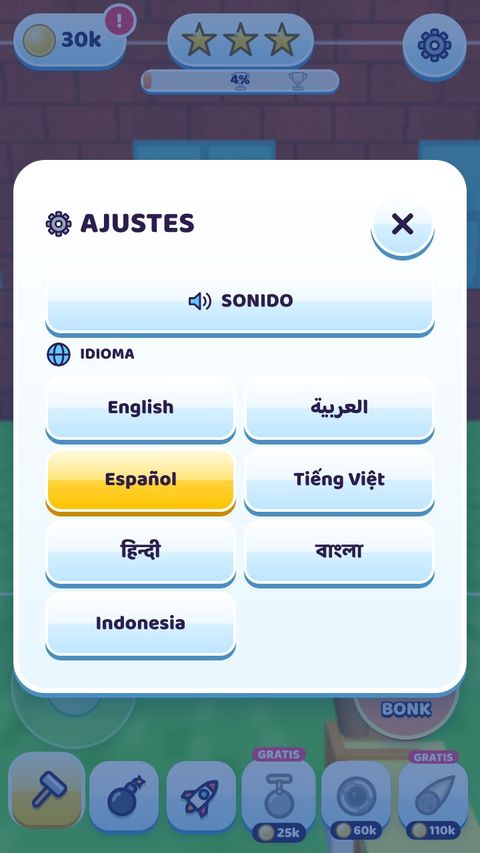 30k
!
4%
AJUSTES
SONIDO
IDIOMA
English
العربية
Español
Tiếng Việt
हिन्दी
বাংলা
Indonesia
BONK
GRATIS
GRATIS
25k
60k
110k